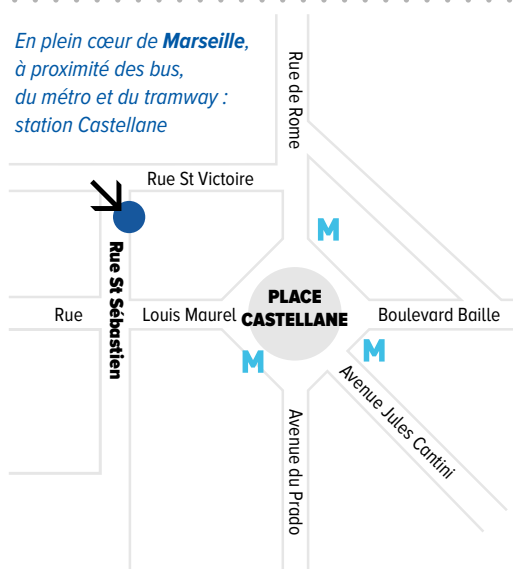 En plein cœur de Marseille,
à proximité des bus,
du métro et du tramway :
station Castellane
Rue de Rome
Rue St Victoire
M
Rue St Sébastien
Rue
Louis Maurel
PLACE
CASTELLANE
Boulevard Baille
M
M
Avenue Jules Cantini
Avenue du Prado